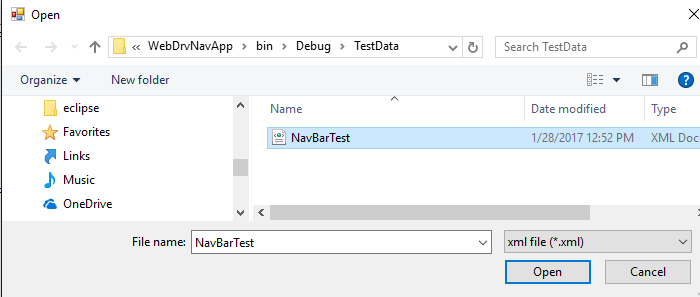 Open
« WebDrvNavApp › bin › Debug › TestData
Search TestData
Organize New folder ?
eclipse
Favorites
Links
Music
OneDrive
Name Date modified Type
NavBarTest 1/28/2017 12:52 PM XML Doc
File name: NavBarTest xml file (*.xml)
Open Cancel